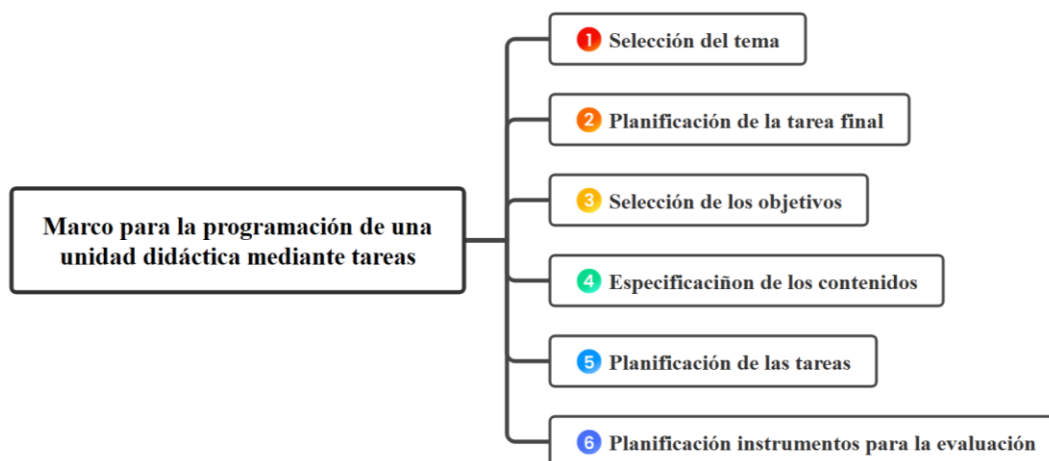 1 Selección del tema
2 Planificación de la tarea final
3 Selección de los objetivos
Marco para la programación de una
unidad didáctica mediante tareas
4 Especificaciñon de los contenidos
5 Planificación de las tareas
6 Planificación instrumentos para la evaluación